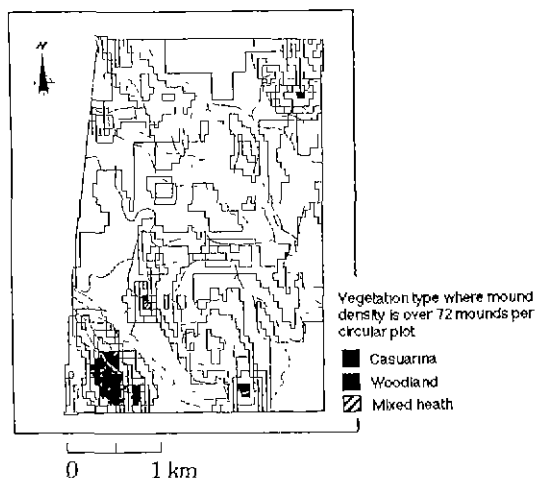 N
Vegetation type where mound
density is over 72 mounds per
circular plot
Casuarina
Woodland
Mixed heath
0 1 km